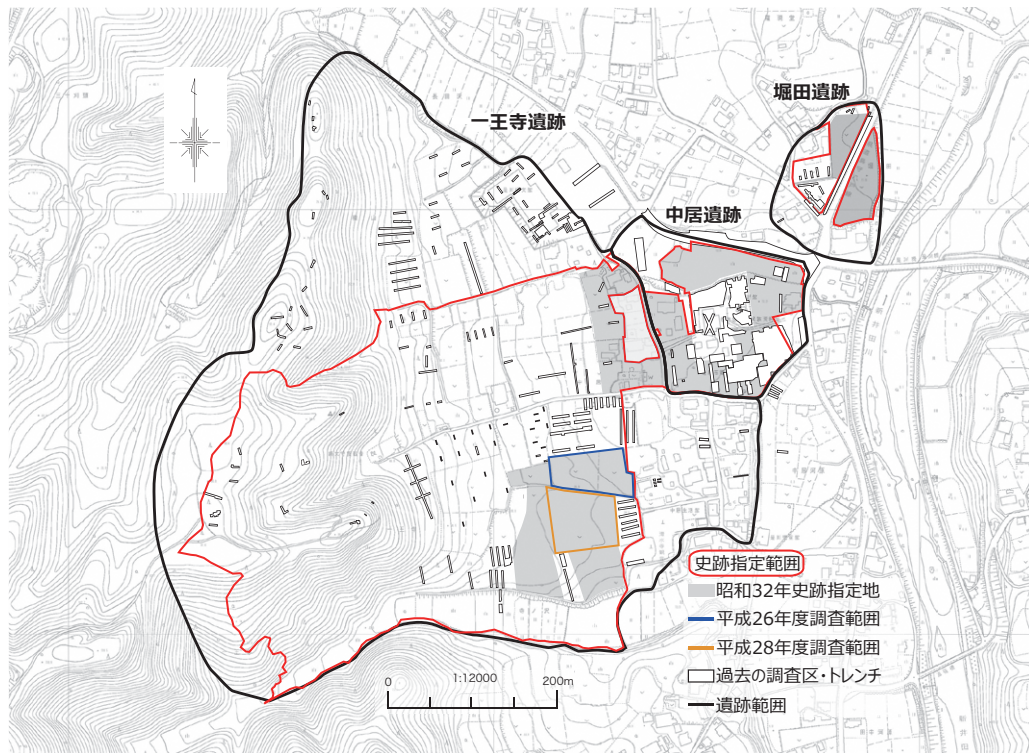 堀田遺跡
一王寺遺跡
中居遺跡
史跡指定範囲
昭和32年史跡指定地
平成26年度調査範囲
平成28年度調査範囲
過去の調査区・トレンチ
遺跡範囲
1:12000
0
200m